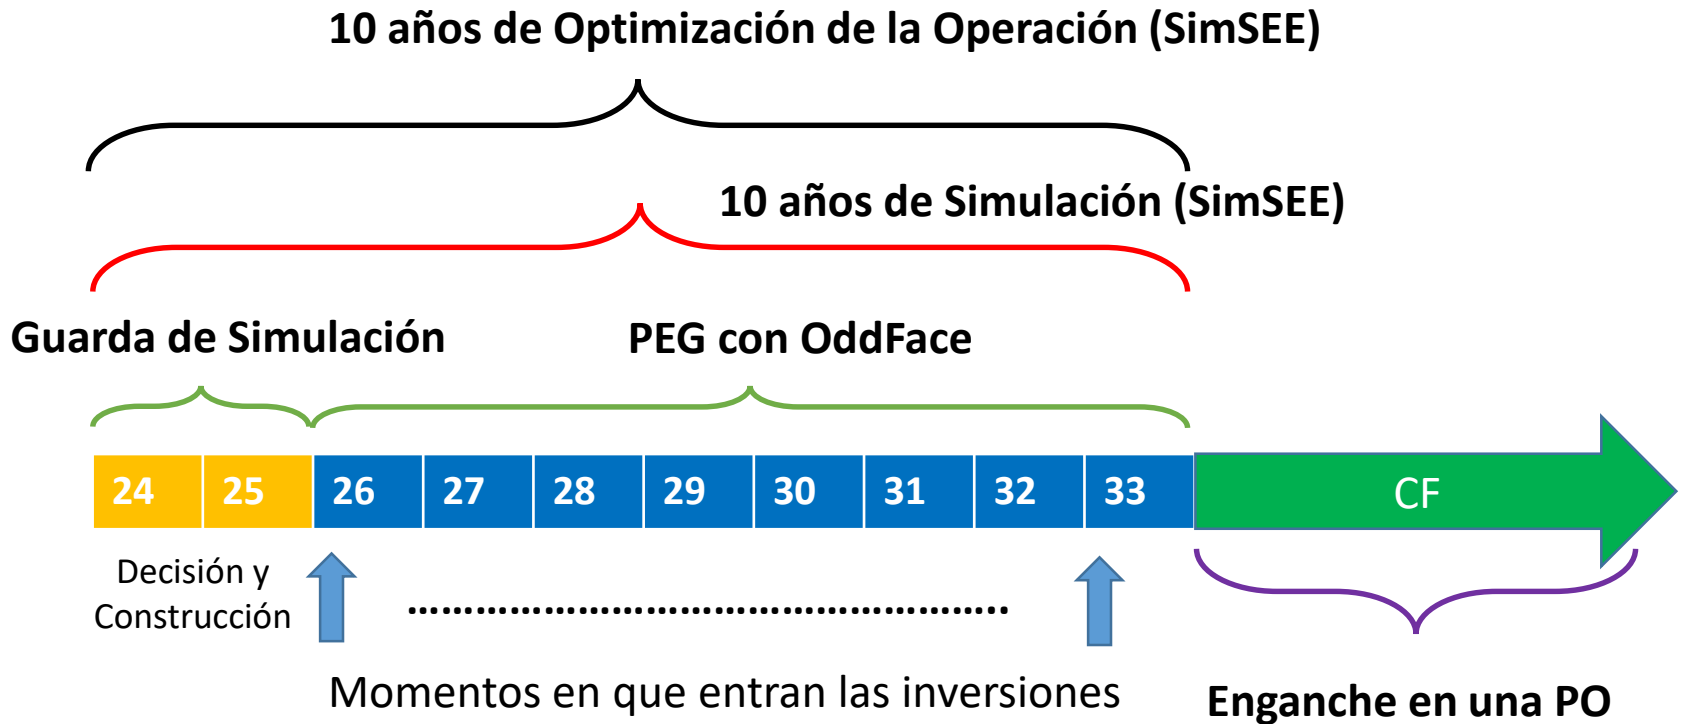 10 años de Optimización de la Operación (SimSEE)
10 años de Simulación (SimSEE)
Guarda de Simulación
PEG con OddFace
24 25 26 27 28 29 30 31 32 33 CF
Decisión y
Construcción
Momentos en que entran las inversiones
Enganche en una PO